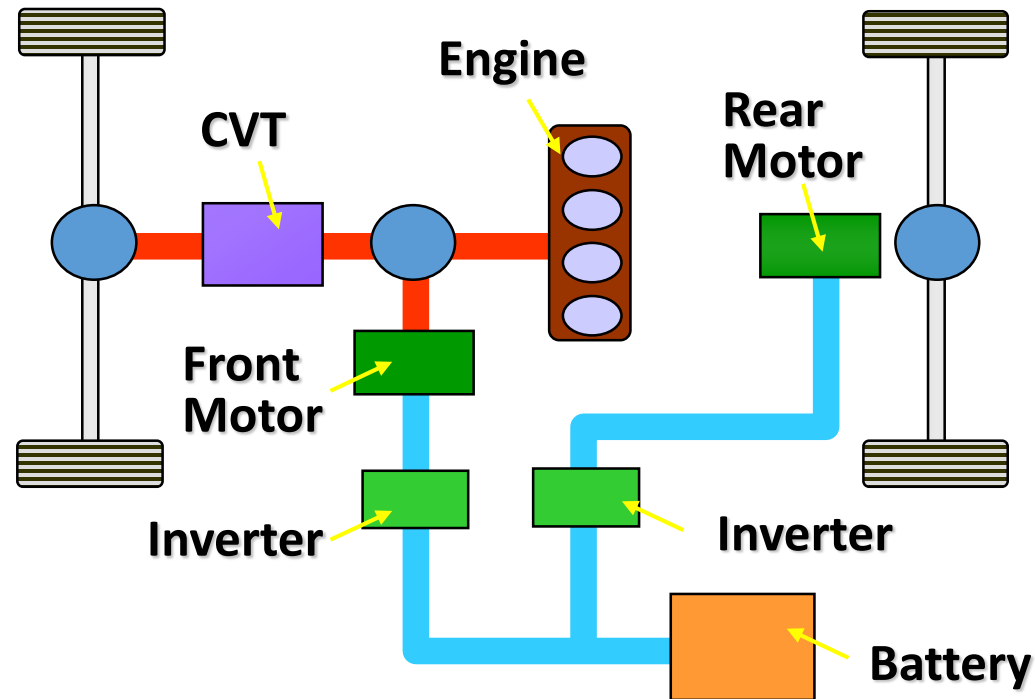 Engine
CVT
Rear
Motor
Front
Motor
Inverter
Inverter
Battery